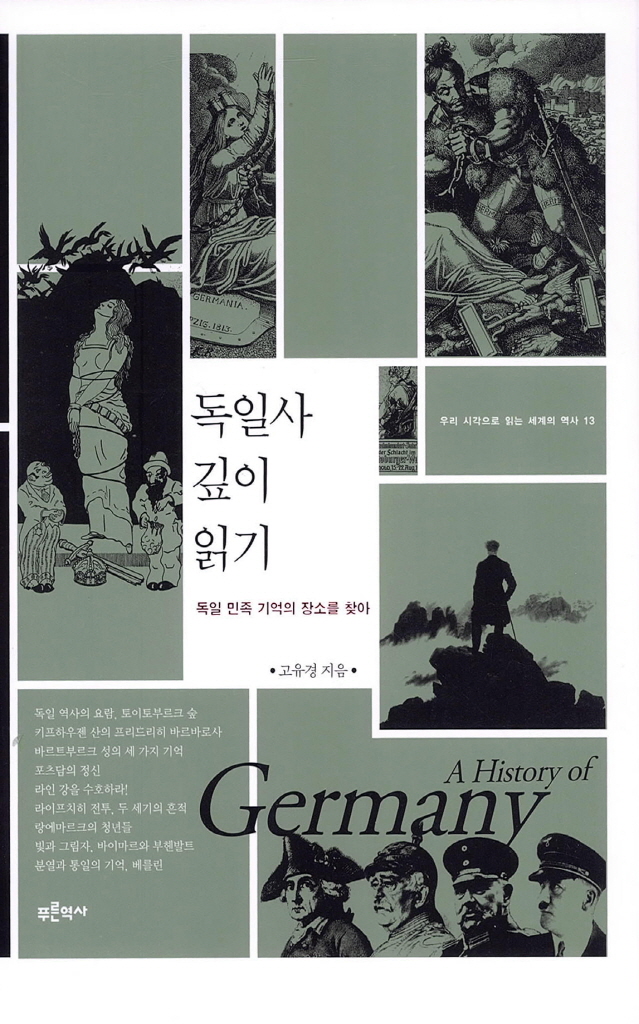 GERMANIA.
1813.
독일사
깊이
읽기
우리 시각으로 읽는 세계의 역사 13
독일 민족 기억의 장소를 찾아
•고유경 지음•
독일 역사의 요람, 토이토부르크 숲
키프하우젠 산의 프리드리히 바르바로사
바르트부르크 성의 세 가지 기억
포츠담의 정신
라인 강을 수호하라!
라이프치히 전투, 두 세기의 흔적
랑에마르크의 청년들
빛과 그림자, 바이마르와 부헨발트
분열과 통일의 기억, 베를린
A History of
Germany
푸른역사